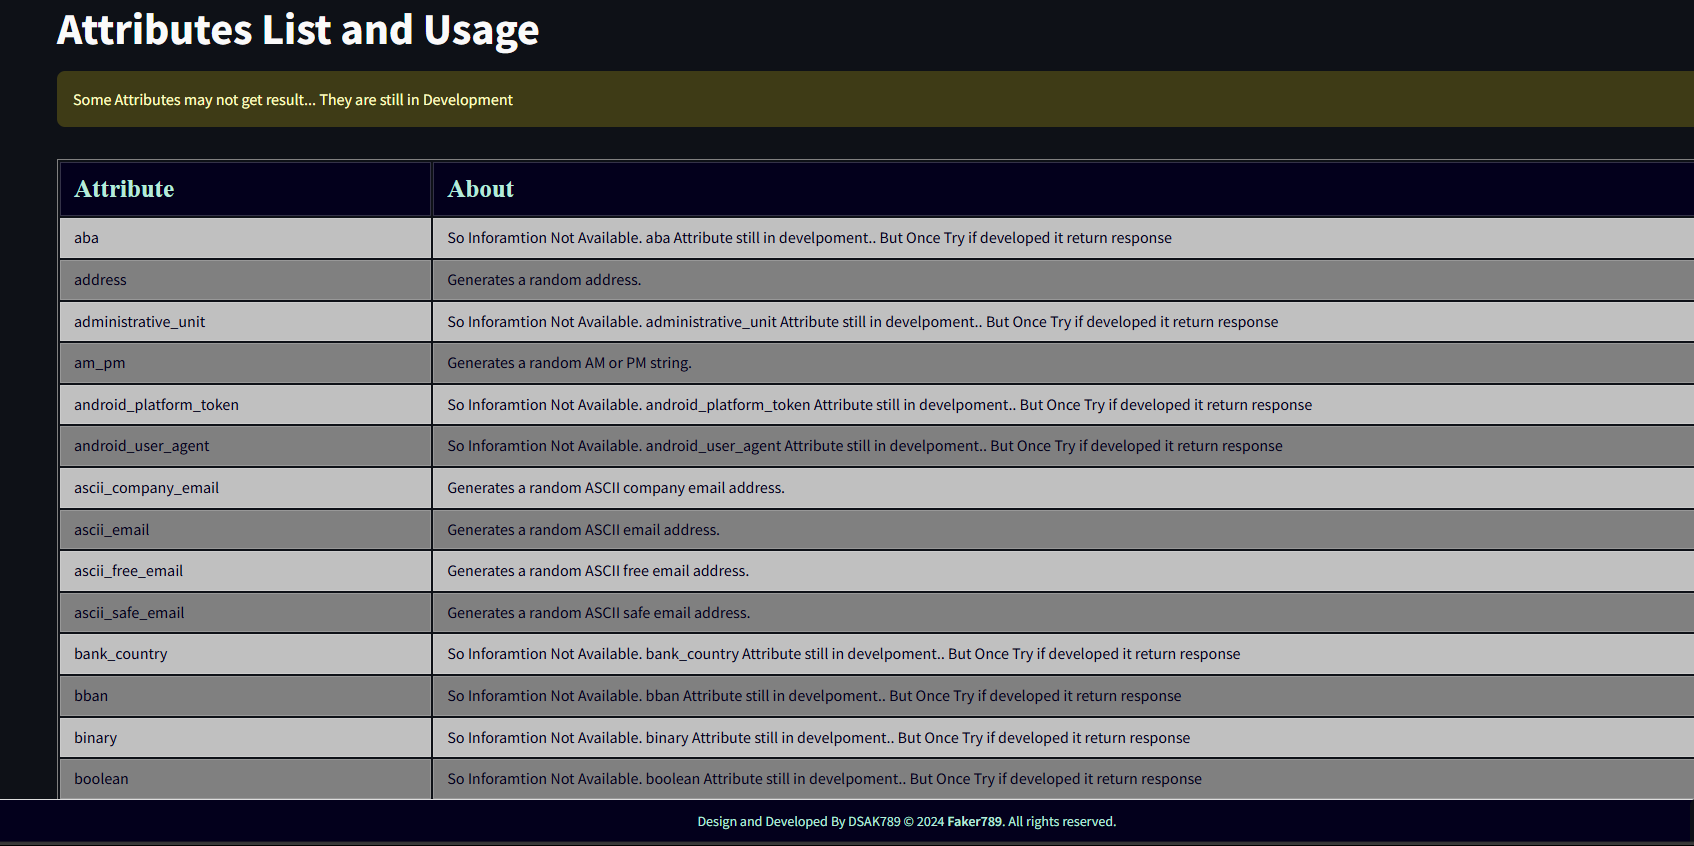 Attributes List and Usage
Some Attributes may not get result... They are still in Development
Attribute About
aba So Inforamtion Not Available. aba Attribute still in develpoment.. But Once Try if developed it return response
address Generates a random address.
administrative_unit So Inforamtion Not Available. administrative_unit Attribute still in develpoment.. But Once Try if developed it return response
am_pm Generates a random AM or PM string.
android_platform_token So Inforamtion Not Available. android_platform_token Attribute still in develpoment.. But Once Try if developed it return response
android_user_agent So Inforamtion Not Available. android_user_agent Attribute still in develpoment.. But Once Try if developed it return response
ascii_company_email Generates a random ASCII company email address.
ascii_email Generates a random ASCII email address.
ascii_free_email Generates a random ASCII free email address.
ascii_safe_email Generates a random ASCII safe email address.
bank_country So Inforamtion Not Available. bank_country Attribute still in develpoment.. But Once Try if developed it return response
bban So Inforamtion Not Available. bban Attribute still in develpoment.. But Once Try if developed it return response
binary So Inforamtion Not Available. binary Attribute still in develpoment.. But Once Try if developed it return response
boolean So Inforamtion Not Available. boolean Attribute still in develpoment.. But Once Try if developed it return response
Design and Developed By DSAK789 © 2024 Faker789. All rights reserved.